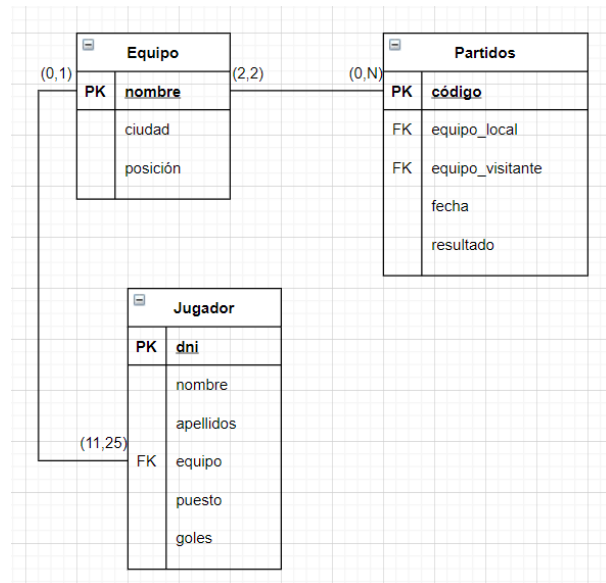 Equipo
(0,1)
PK nombre
ciudad
posición
(2,2)
(0,N)
Partidos
PK código
FK equipo_local
FK equipo_visitante
fecha
resultado
Jugador
PK dni
nombre
apellidos
(11,25)
FK equipo
puesto
goles